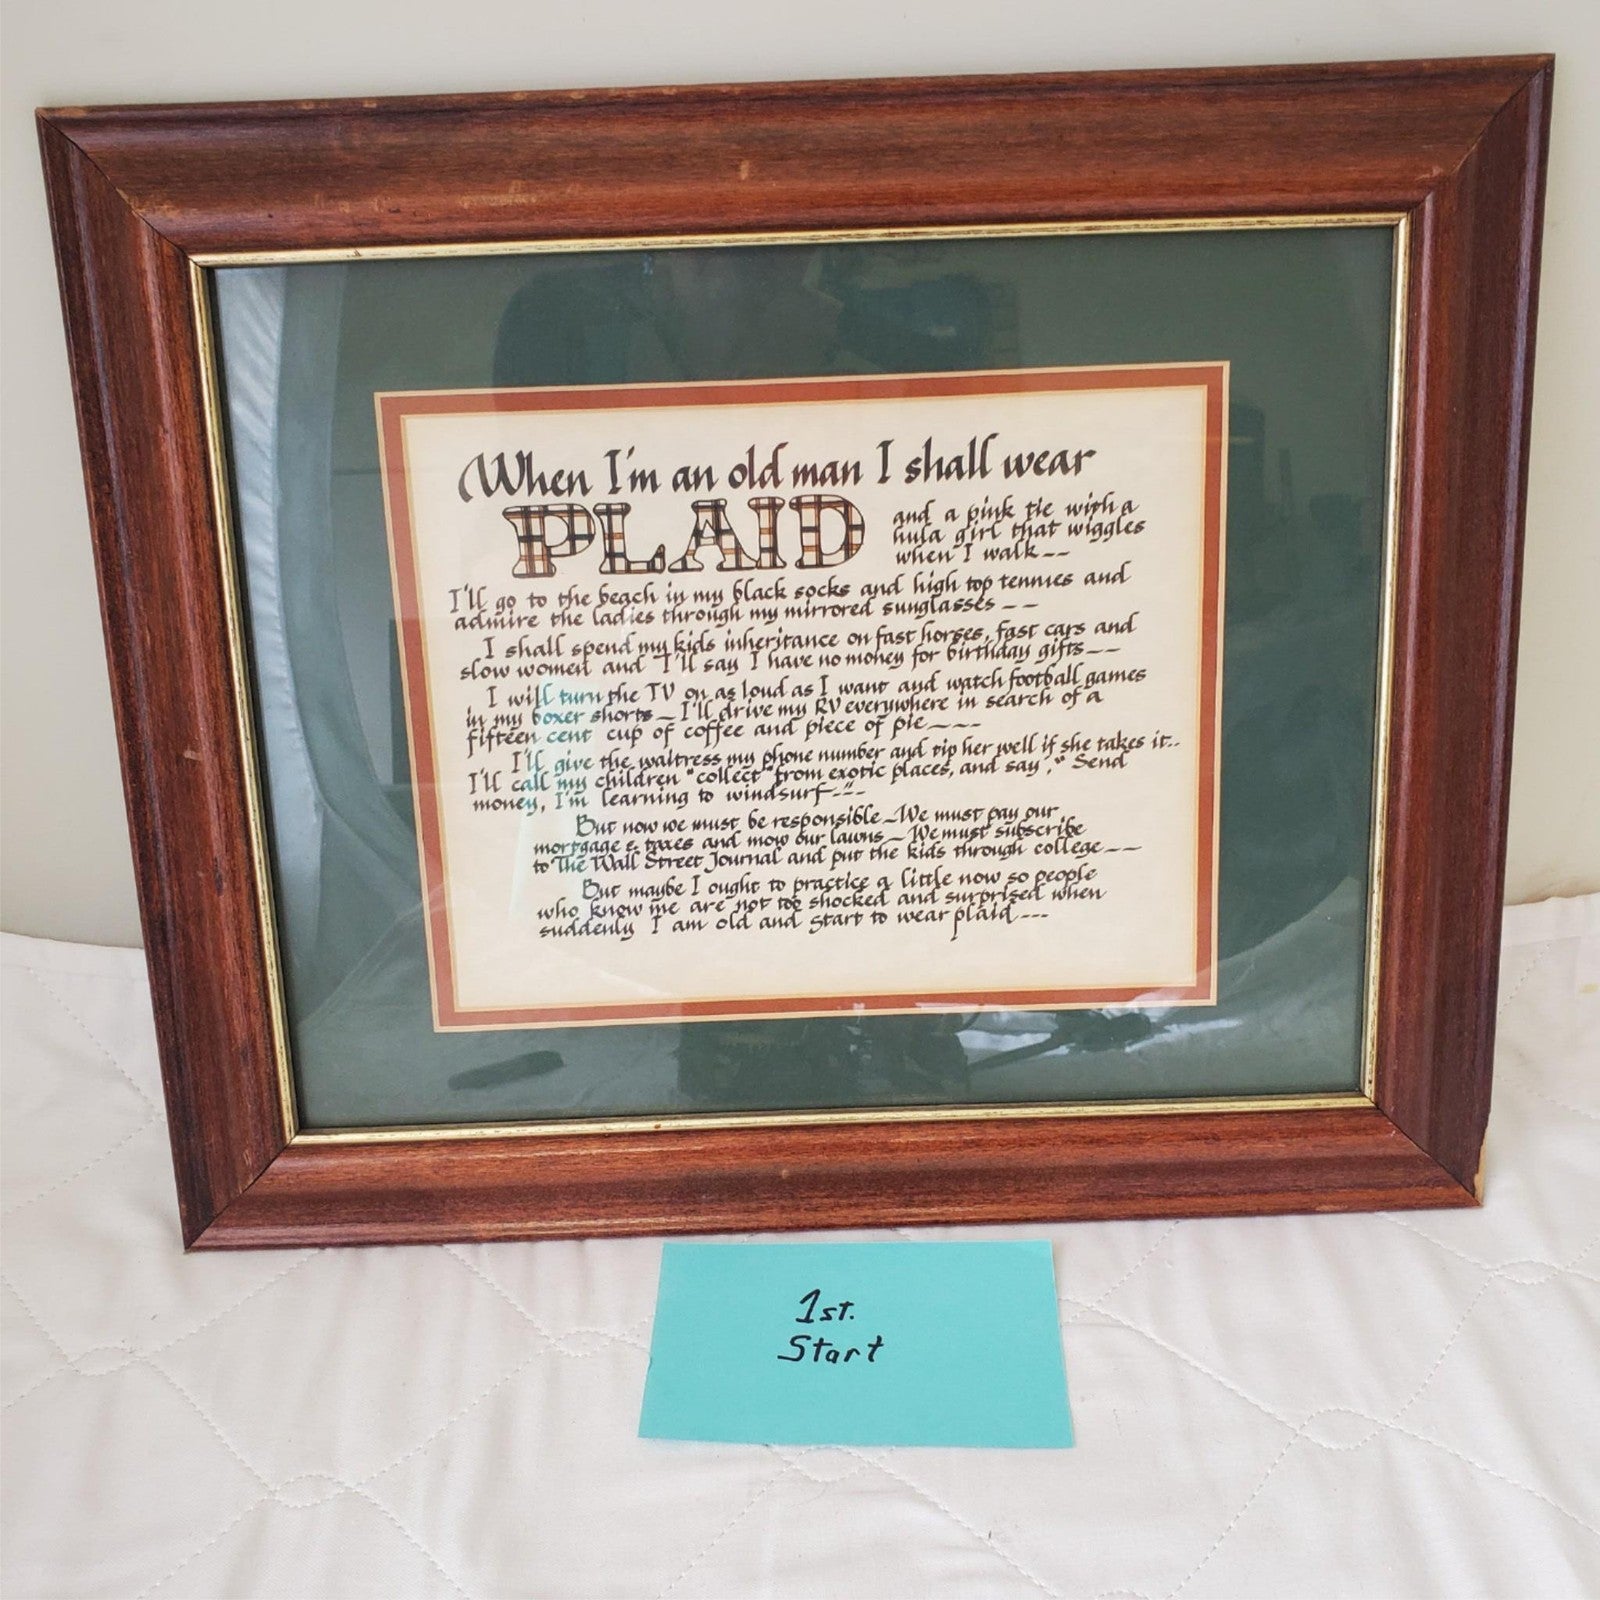 When I'm an old man I shall wear
PLAID
and a pink tie with a
hula girl that wiggles
when I walk--
I'll go to the beach in my black socks and high top tennies and
admire the ladies through my mirrored sunglasses--
I shall spend my kids inheritance on fast horses, fast cars and
slow women and I'll say I have no money for birthday gifts--
I will turn the TV on as loud as I want and watch football games
in my boxer shorts - I'll drive my RV everywhere in search of a
fifteen cent cup of coffee and piece of pie----
I'll give the waitress my phone number and tip her well if she takes it..
I'll call my children "collect" from exotic places, and say, "Send
money, I'm learning to windsurf--"-
But now we must be responsible - We must pay our
mortgage & taxes and mow our lawns - We must subscribe
to The Wall Street Journal and put the kids through college--
But maybe I ought to practice a little now so people
who know me are not too shocked and surprised when
suddenly I am old and start to wear plaid---
1st.
Start